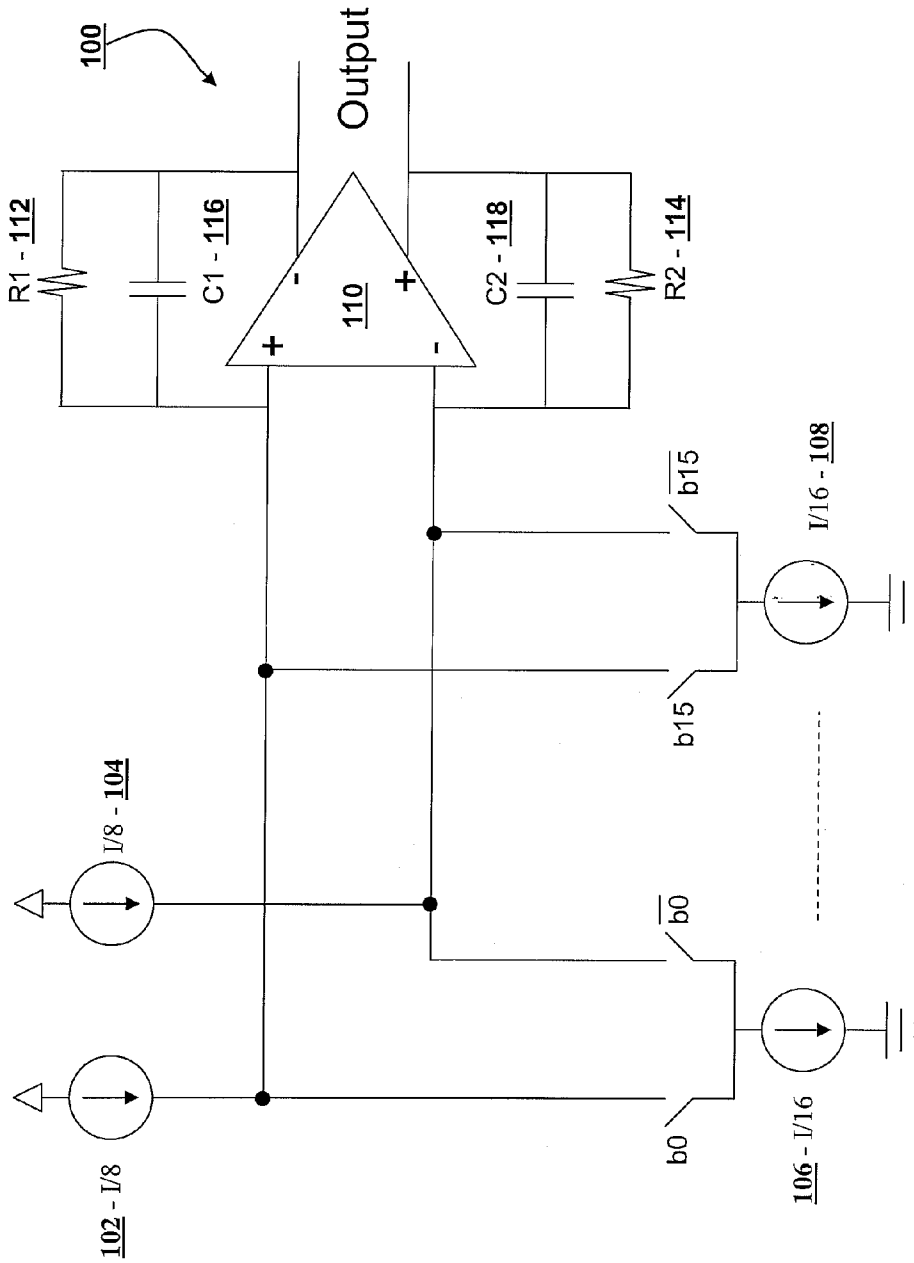 100
R1 - 112
C1 - 116
Output
+
-
110
-
+
C2 - 118
R2 - 114
I/8 - 104
102 - I/8
b0
b0
106 - I/16
b15
b15
I/16 - 108